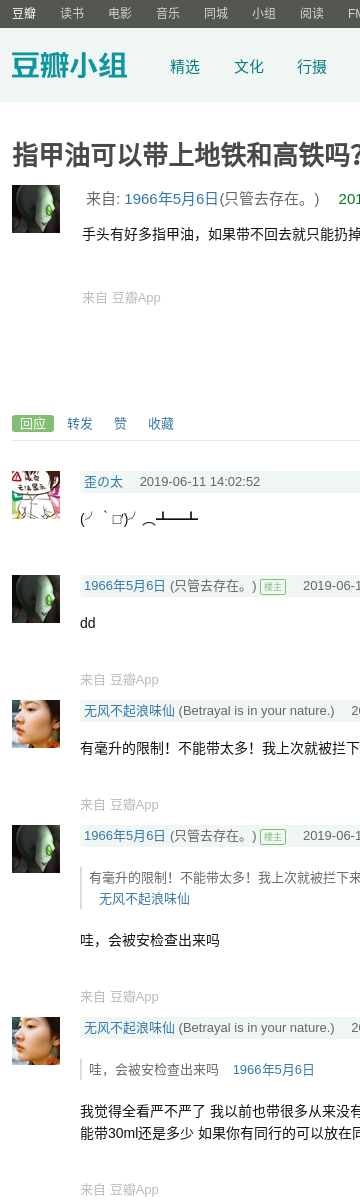 豆瓣 读书 电影 音乐 同城 小组 阅读 FM
豆瓣小组 精选 文化 行摄
指甲油可以带上地铁和高铁吗?
来自: 1966年5月6日(只管去存在。) 201
手头有好多指甲油，如果带不回去就只能扔掉
来自 豆瓣App
回应 转发 赞 收藏
歪の太 2019-06-11 14:02:52
(╯‵□′)╯︵┻━┻
1966年5月6日 (只管去存在。) 楼主 2019-06-1
dd
来自 豆瓣App
无风不起浪味仙 (Betrayal is in your nature.) 20
有毫升的限制！不能带太多！我上次就被拦下
来自 豆瓣App
1966年5月6日 (只管去存在。) 楼主 2019-06-1
有毫升的限制！不能带太多！我上次就被拦下来
无风不起浪味仙
哇，会被安检查出来吗
来自 豆瓣App
无风不起浪味仙 (Betrayal is in your nature.) 20
哇，会被安检查出来吗 1966年5月6日
我觉得全看严不严了 我以前也带很多从来没有
能带30ml还是多少 如果你有同行的可以放在同
来自 豆瓣App